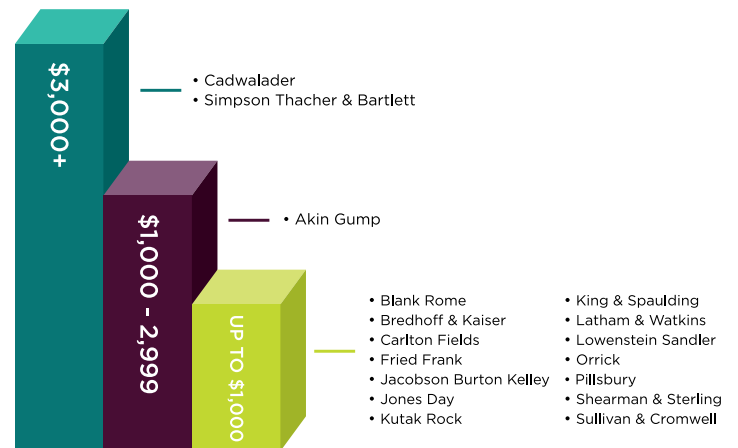 $3,000+
• Cadwalader
• Simpson Thacher & Bartlett
$1,000 - 2,999
• Akin Gump
UP TO $1,000
• Blank Rome
• Bredhoff & Kaiser
• Carlton Fields
• Fried Frank
• Jacobson Burton Kelley
• Jones Day
• Kutak Rock
• King & Spaulding
• Latham & Watkins
• Lowenstein Sandler
• Orrick
• Pillsbury
• Shearman & Sterling
• Sullivan & Cromwell